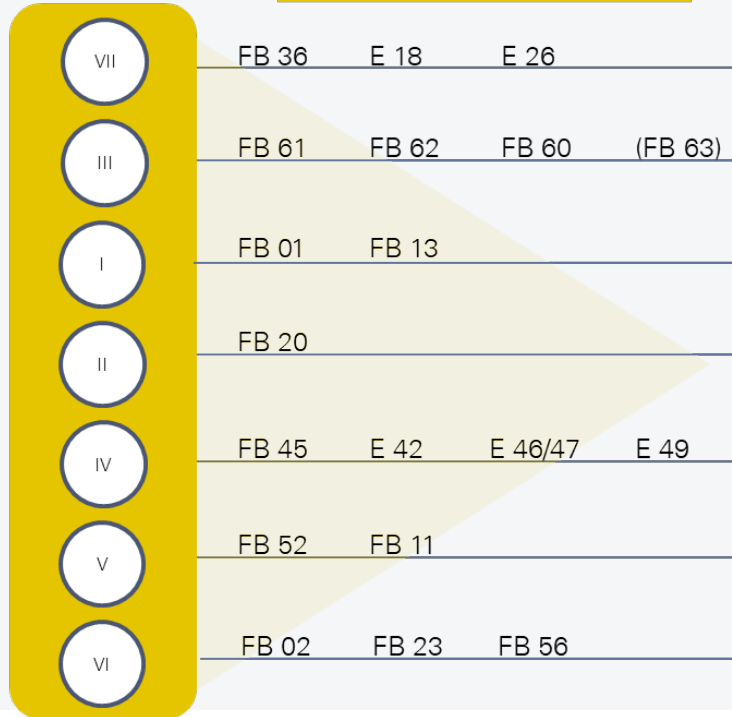 VII FB 36 E 18 E 26
III FB 61 FB 62 FB 60 (FB 63)
I FB 01 FB 13
II FB 20
IV FB 45 E 42 E 46/47 E 49
V FB 52 FB 11
VI FB 02 FB 23 FB 56